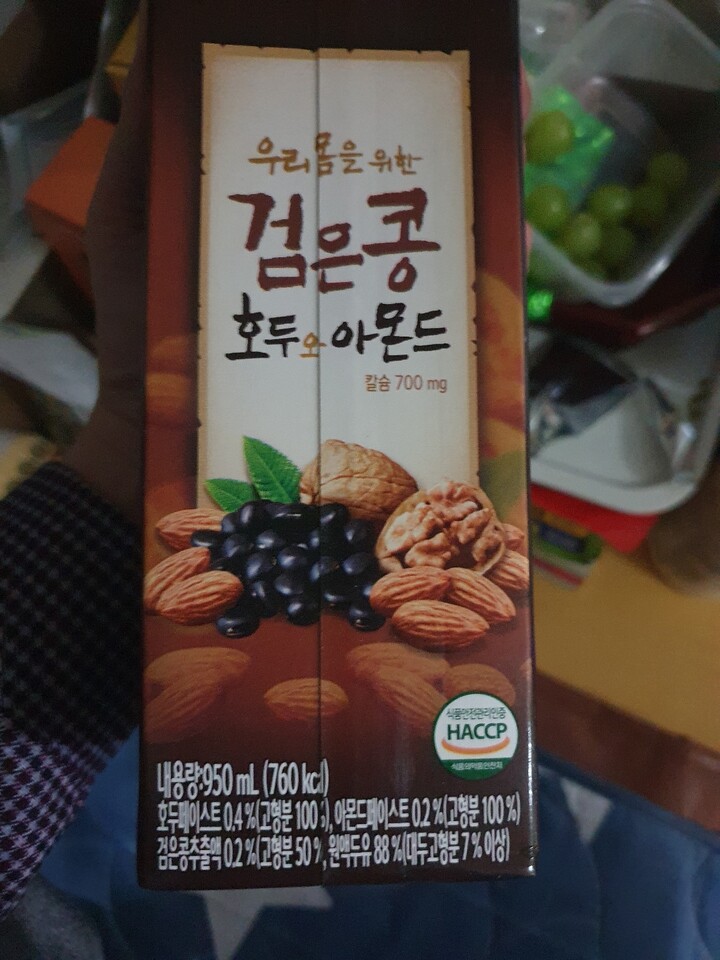 우리몸을 위한
검은콩
호두와 아몬드
칼슘 700 mg
식품안전관리인증
HACCP
식품의약품안전처
내용량:950 mL (760 kcal)
호두페이스트 0.4 %(고형분 100 %), 아몬드페이스트 0.2 %(고형분 100 %)
검은콩추출액 0.2 %(고형분 50 %, 원액두유 88 %(대두고형분 7 % 이상)